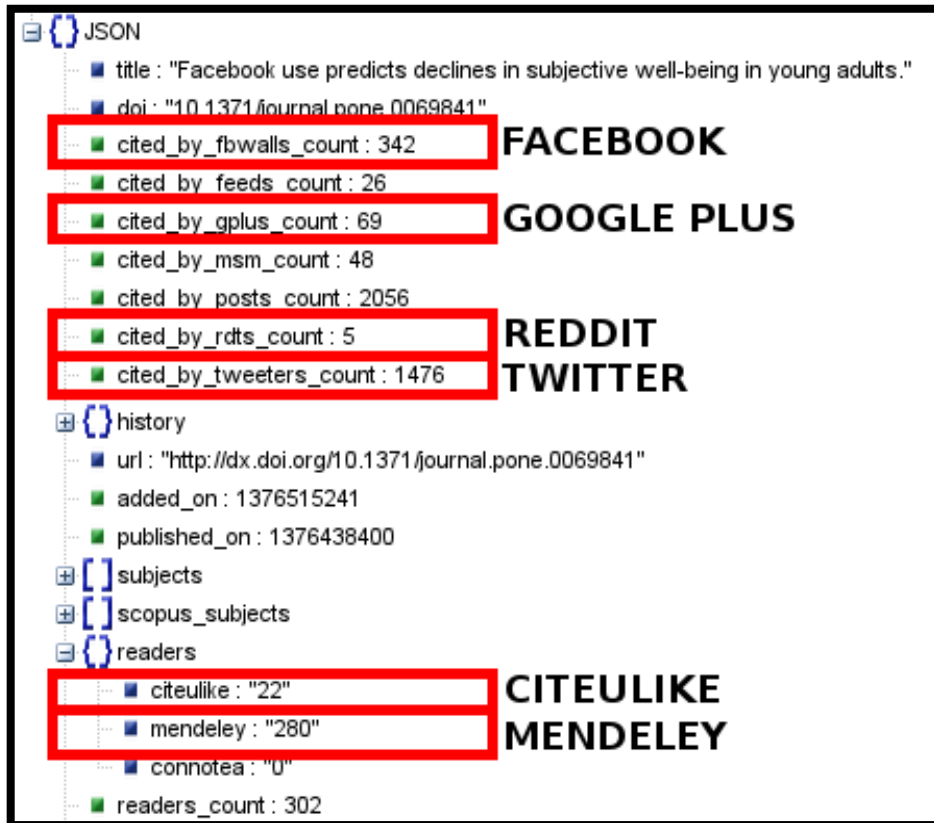 JSON
title : "Facebook use predicts declines in subjective well-being in young adults."
doi : "10.1371/journal.pone.0069841"
cited_by_fbwalls_count : 342 FACEBOOK
cited_by_feeds_count : 26
cited_by_gplus_count : 69 GOOGLE PLUS
cited_by_msm_count : 48
cited_by_posts_count : 2056
cited_by_rdts_count : 5 REDDIT
cited_by_tweeters_count : 1476 TWITTER
history
url : "http://dx.doi.org/10.1371/journal.pone.0069841"
added_on : 1376515241
published_on : 1376438400
subjects
scopus_subjects
readers
citeulike : "22" CITEULIKE
mendeley : "280" MENDELEY
connotea : "0"
readers_count : 302